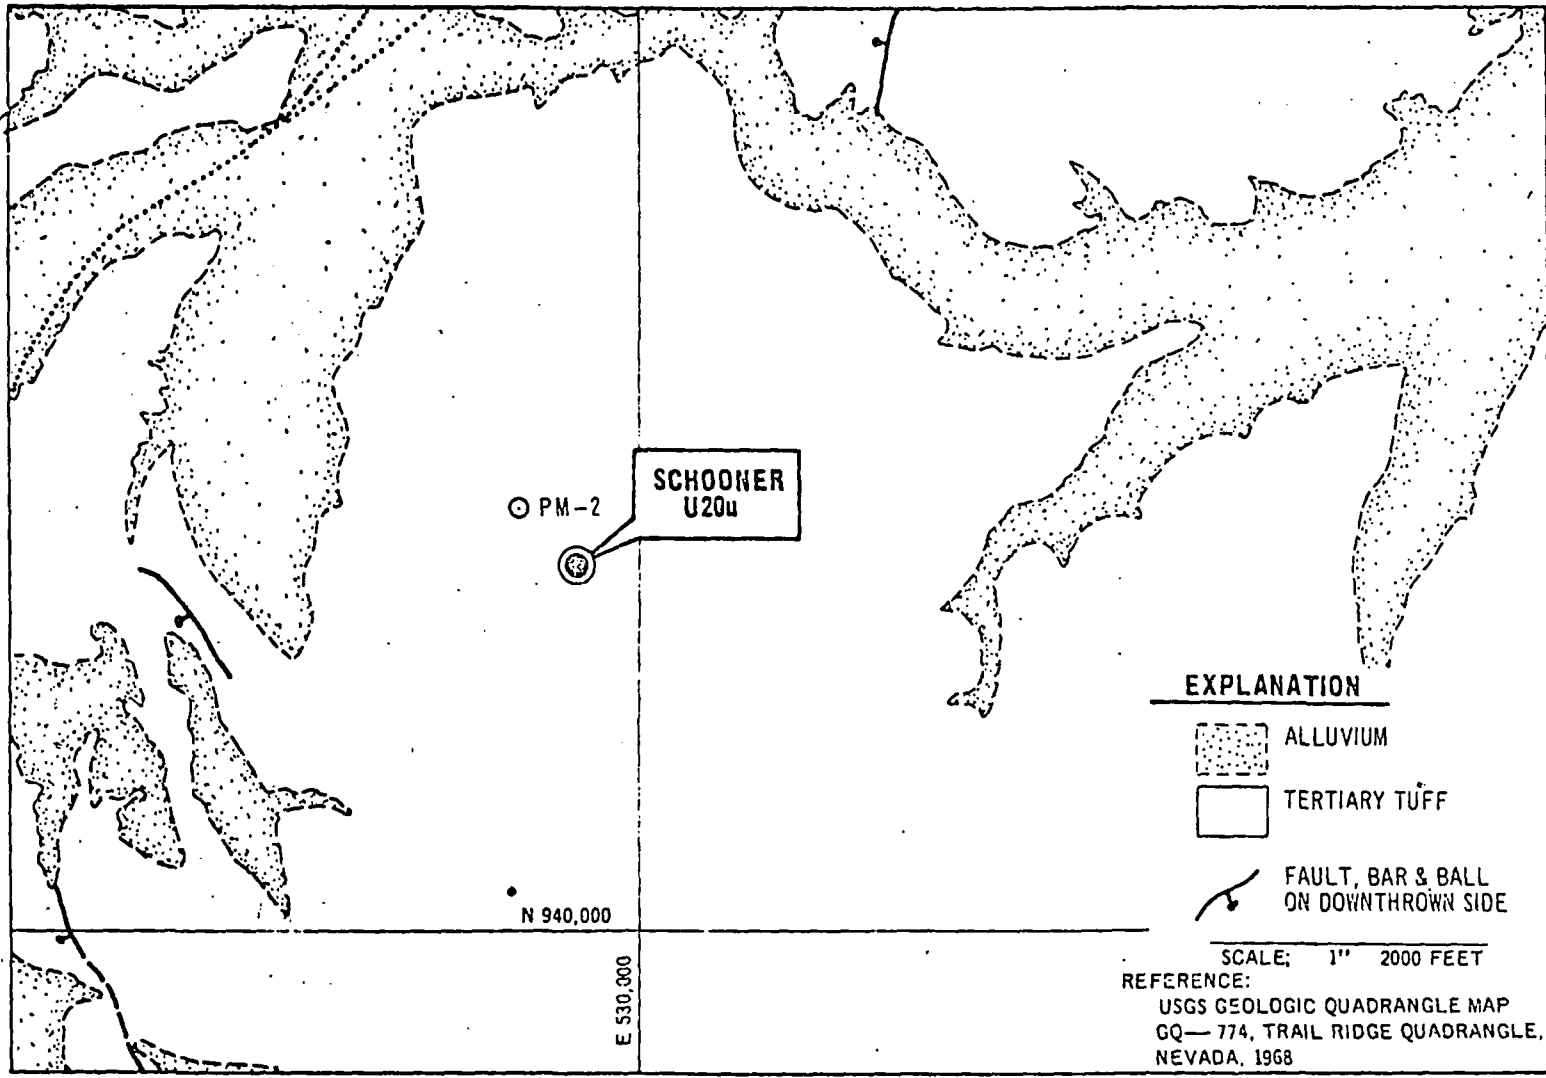 SCHOONER
U20u
PM-2
N 940,000
E 530,000
EXPLANATION
ALLUVIUM
TERTIARY TUFF
FAULT, BAR & BALL
ON DOWNTHROWN SIDE
SCALE; 1" 2000 FEET
REFERENCE:
USGS GEOLOGIC QUADRANGLE MAP
GQ—774, TRAIL RIDGE QUADRANGLE,
NEVADA, 1968